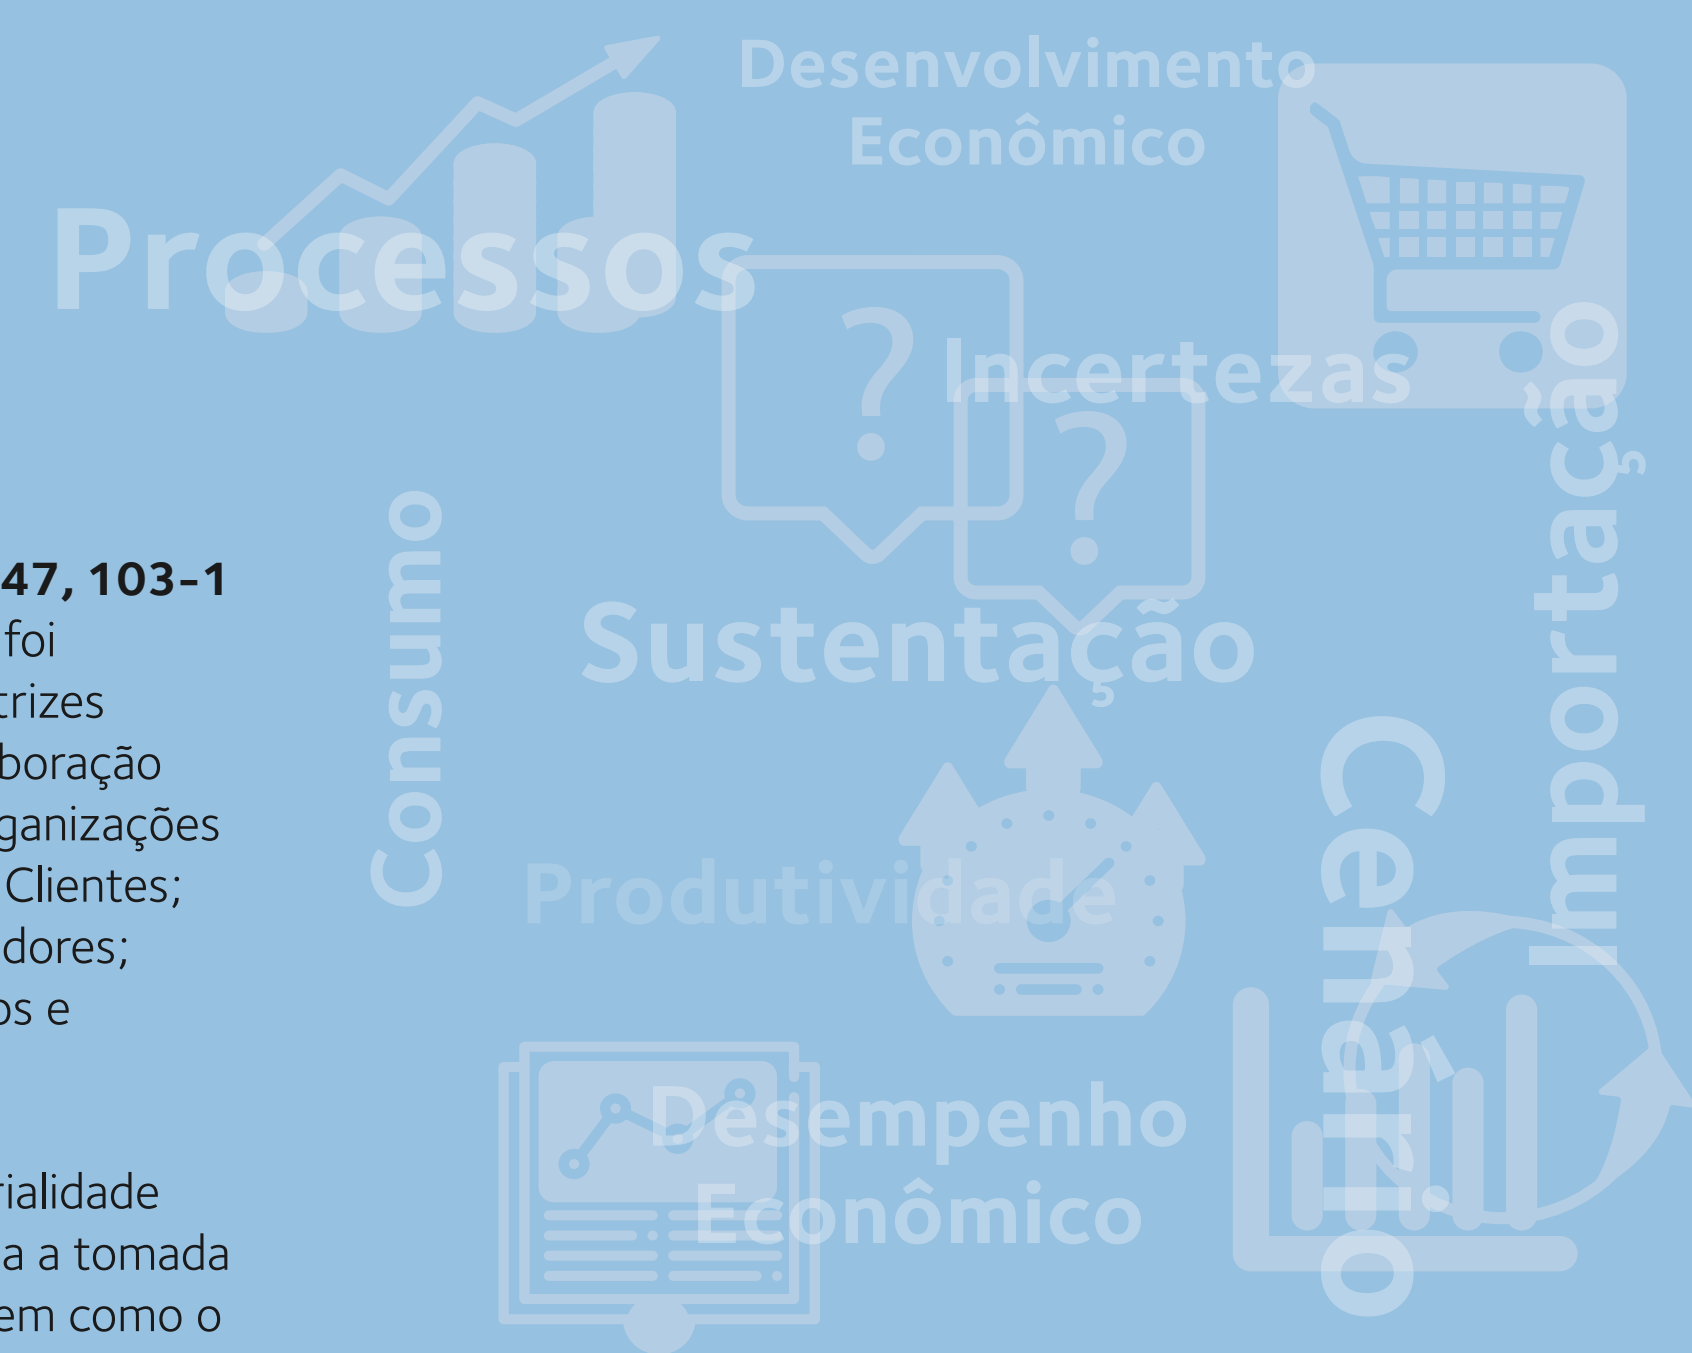 Desenvolvimento
Econômico
Processos
Incertezas
Importação
Consumo
47, 103-1
foi
trizes
boração
ganizações
Clientes;
dores;
os e
rialidade
a a tomada
em como o
Sustentação
Produtividade
Cenário
Desempenho
Econômico
? 
?